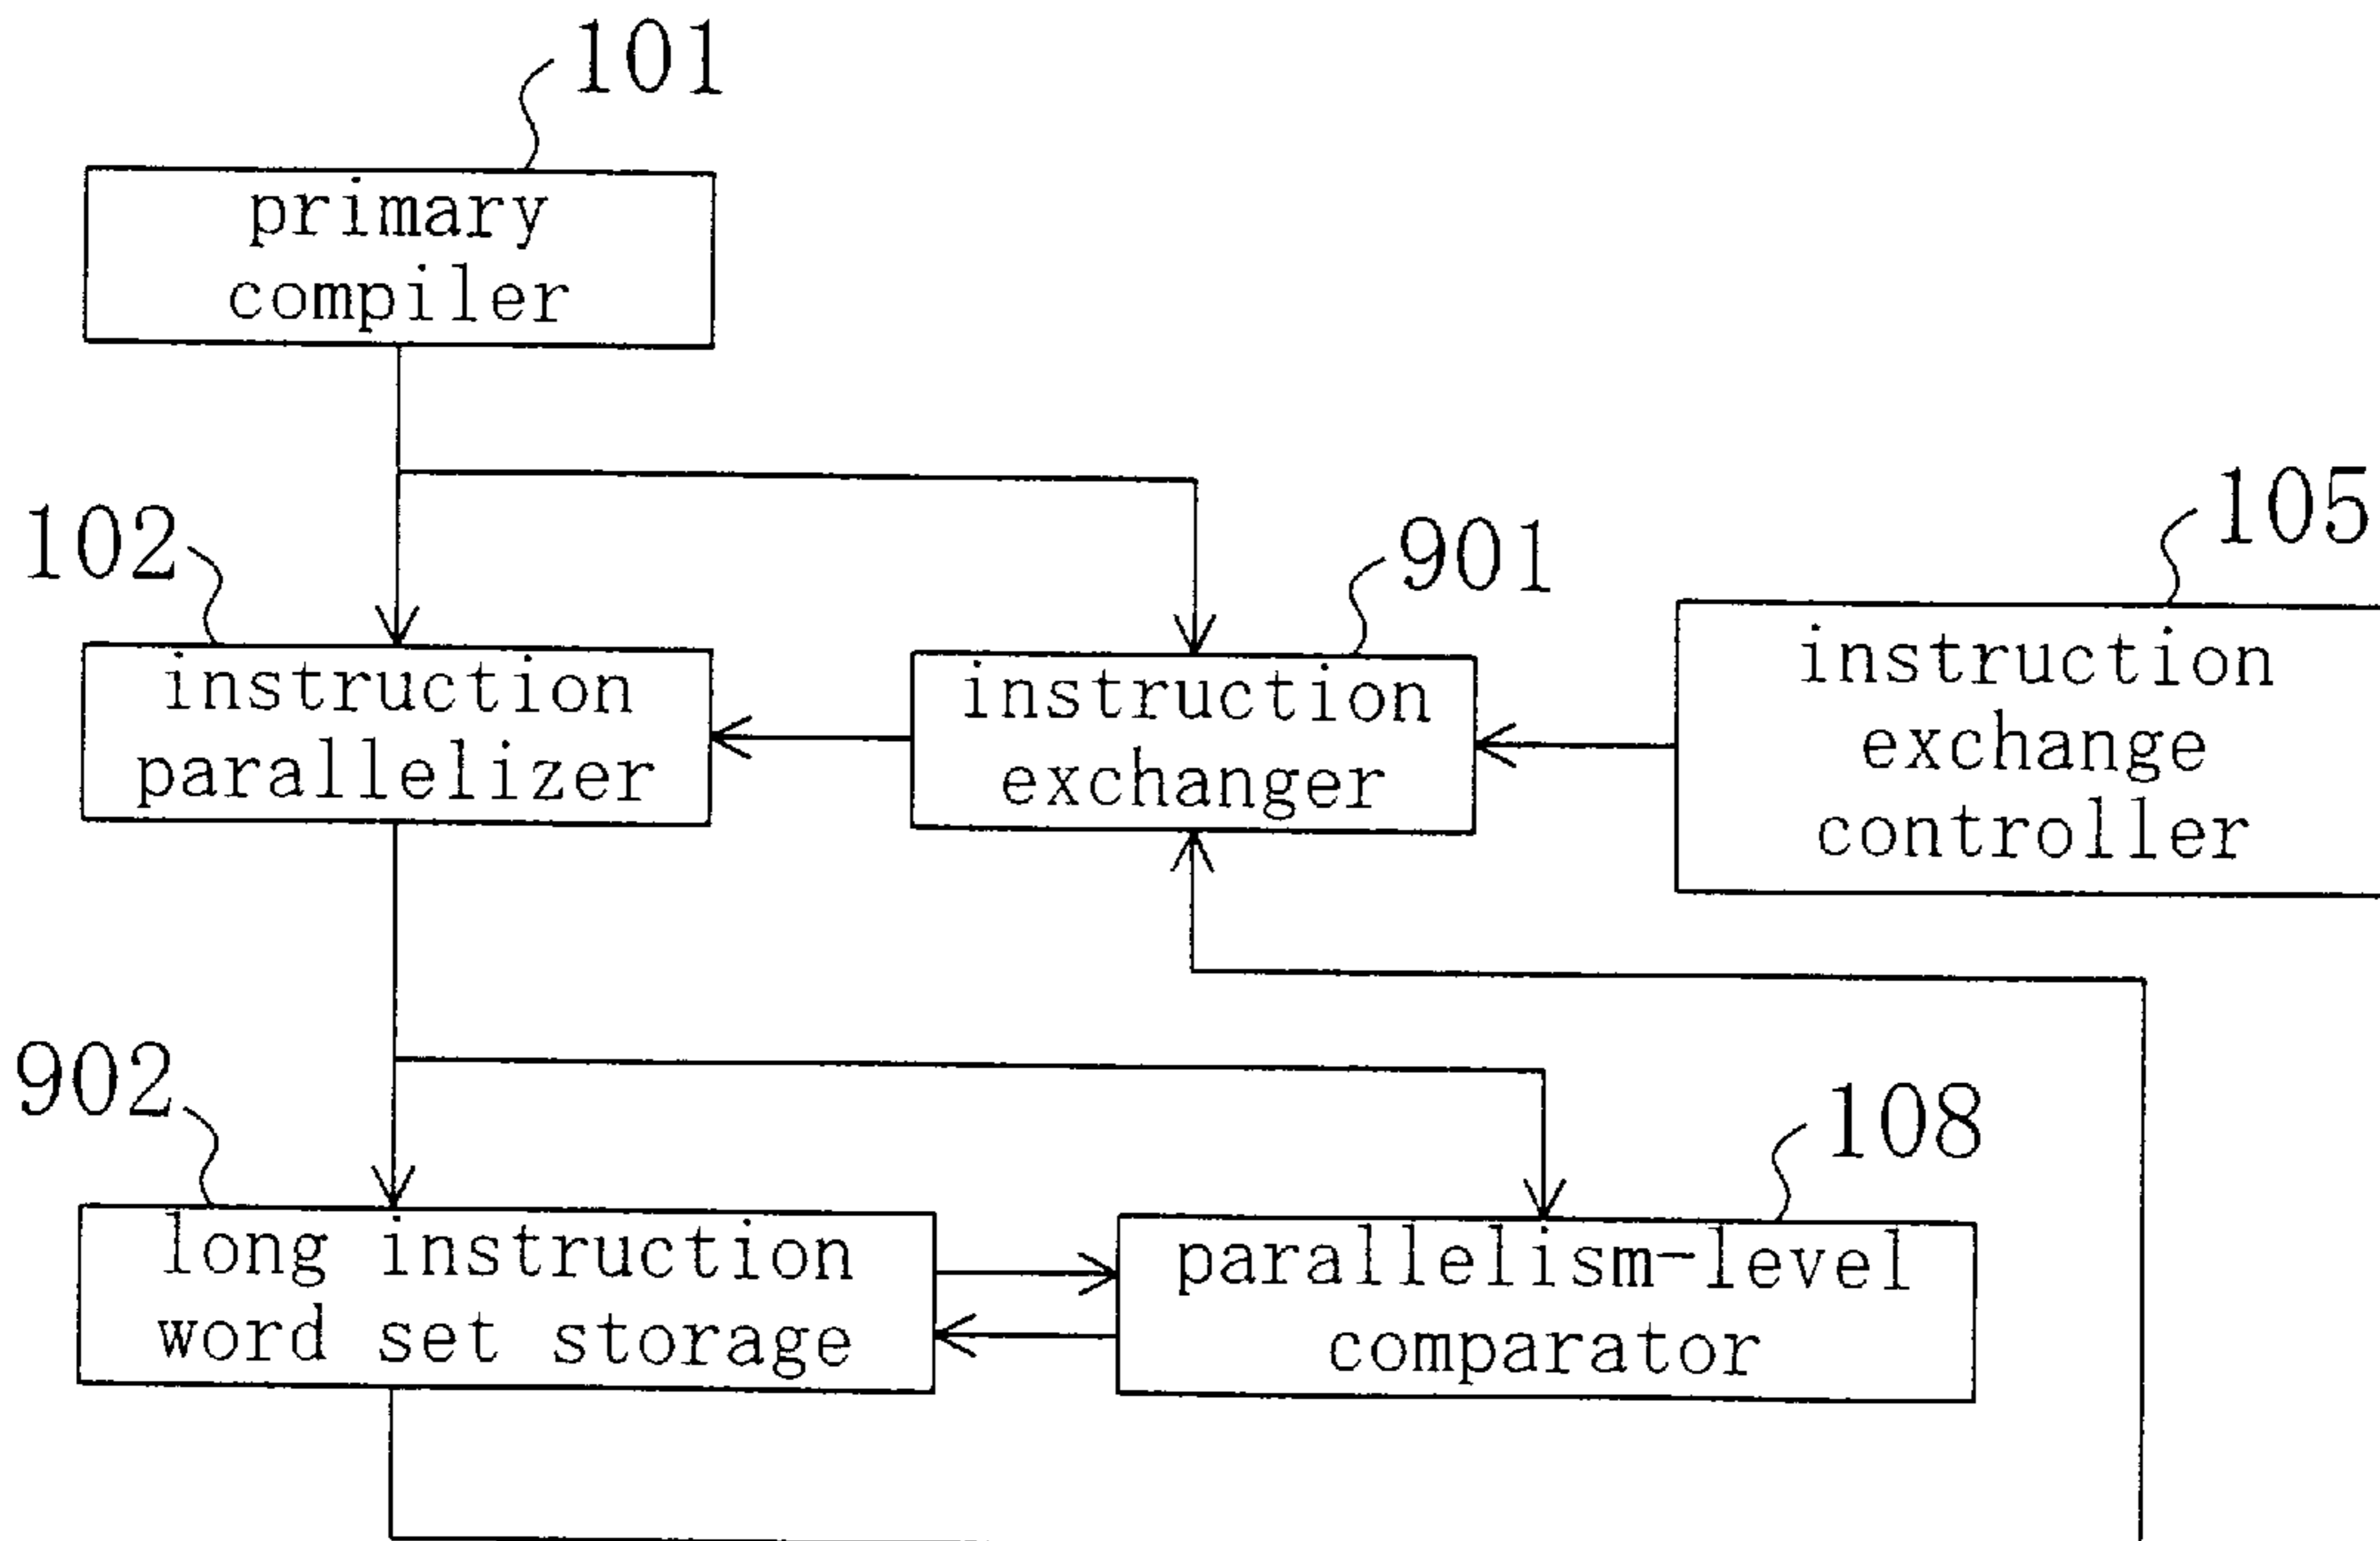 101
primary
compiler
102
901
105
instruction
parallelizer
instruction
exchanger
instruction
exchange
controller
902
108
long instruction
word set storage
parallelism-level
comparator